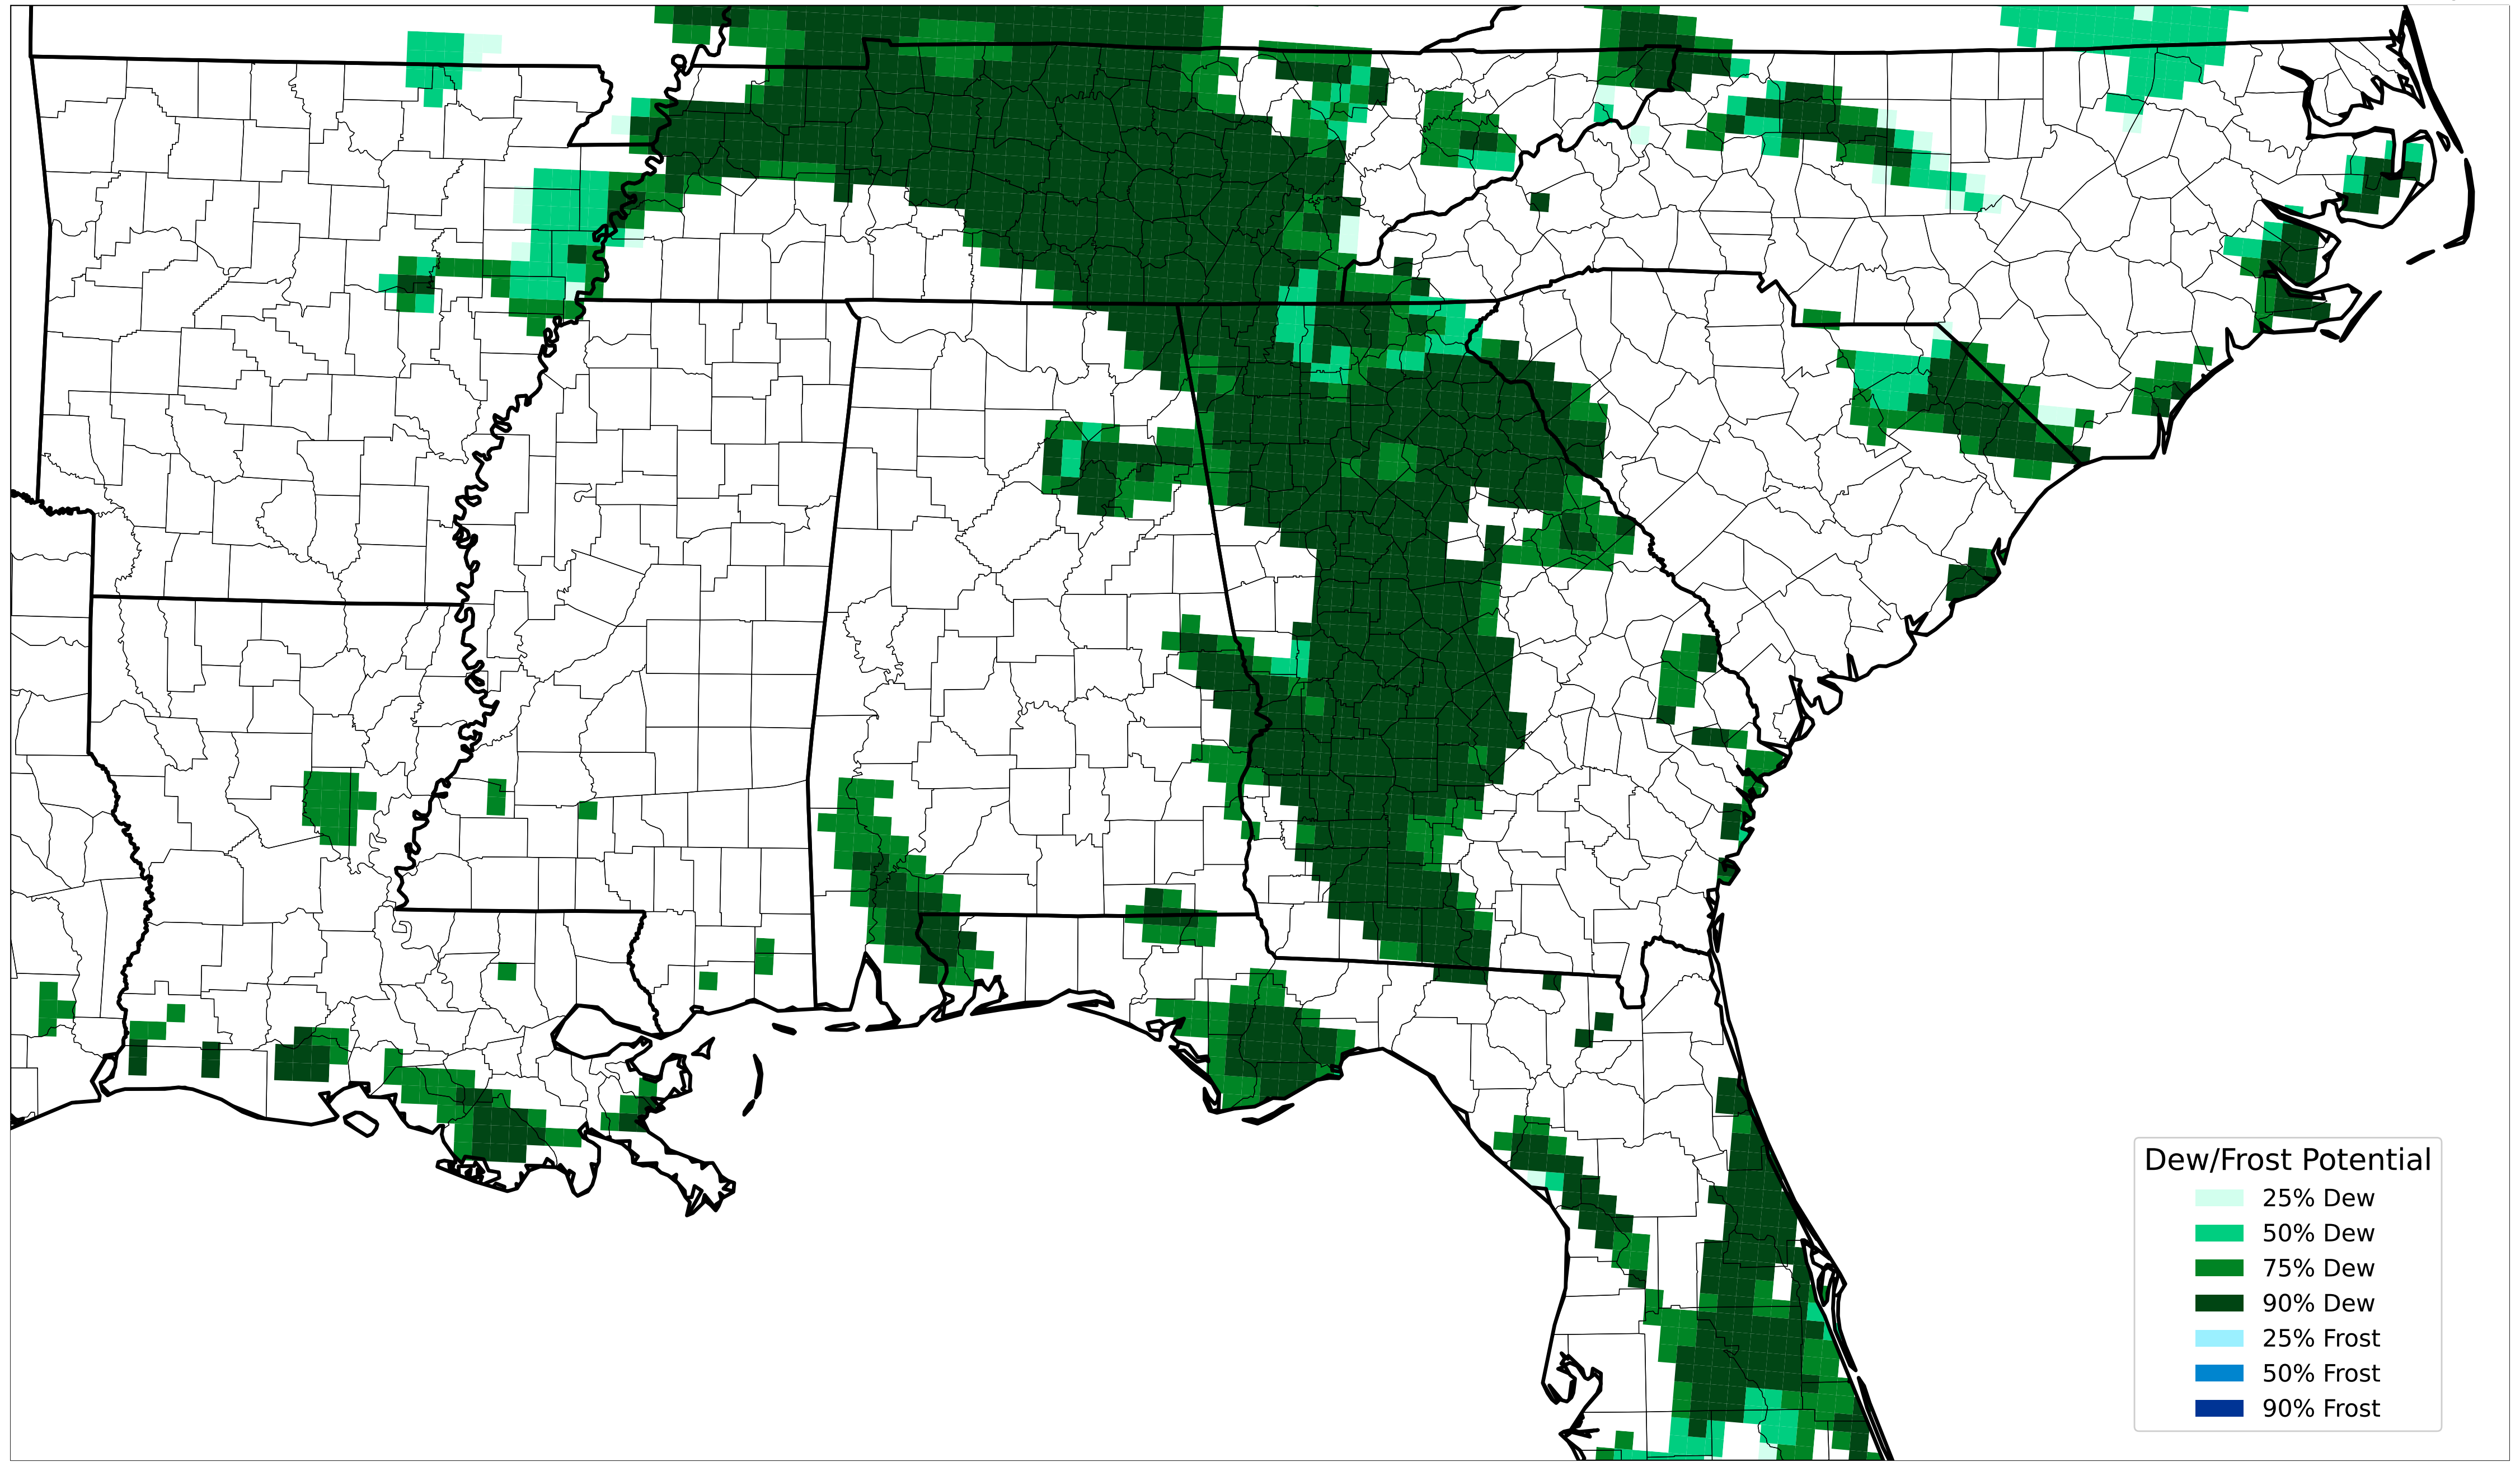 Dew/Frost Potential
25% Dew
50% Dew
75% Dew
90% Dew
25% Frost
50% Frost
90% Frost